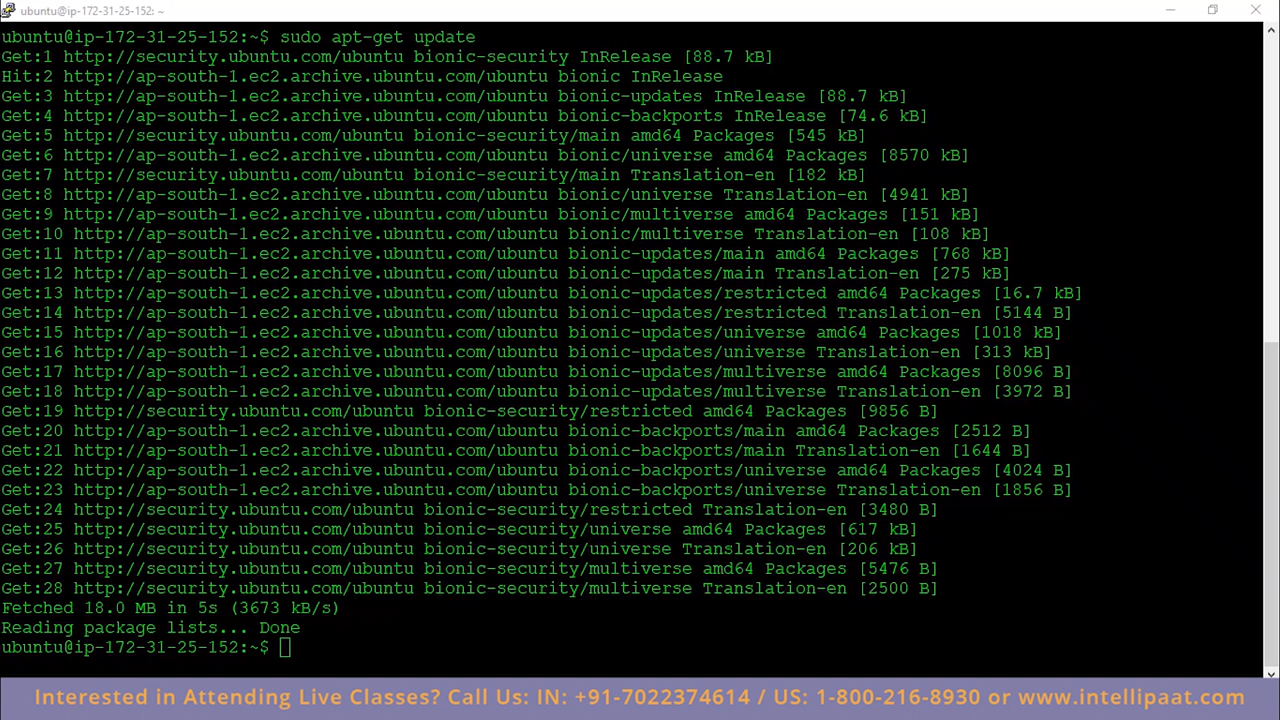 ubuntu@ip-172-31-25-152: ~
ubuntu@ip-172-31-25-152:~$ sudo apt-get update
Get:1 http://security.ubuntu.com/ubuntu bionic-security InRelease [88.7 kB]
Hit:2 http://ap-south-1.ec2.archive.ubuntu.com/ubuntu bionic InRelease
Get:3 http://ap-south-1.ec2.archive.ubuntu.com/ubuntu bionic-updates InRelease [88.7 kB]
Get:4 http://ap-south-1.ec2.archive.ubuntu.com/ubuntu bionic-backports InRelease [74.6 kB]
Get:5 http://security.ubuntu.com/ubuntu bionic-security/main amd64 Packages [545 kB]
Get:6 http://ap-south-1.ec2.archive.ubuntu.com/ubuntu bionic/universe amd64 Packages [8570 kB]
Get:7 http://security.ubuntu.com/ubuntu bionic-security/main Translation-en [182 kB]
Get:8 http://ap-south-1.ec2.archive.ubuntu.com/ubuntu bionic/universe Translation-en [4941 kB]
Get:9 http://ap-south-1.ec2.archive.ubuntu.com/ubuntu bionic/multiverse amd64 Packages [151 kB]
Get:10 http://ap-south-1.ec2.archive.ubuntu.com/ubuntu bionic/multiverse Translation-en [108 kB]
Get:11 http://ap-south-1.ec2.archive.ubuntu.com/ubuntu bionic-updates/main amd64 Packages [768 kB]
Get:12 http://ap-south-1.ec2.archive.ubuntu.com/ubuntu bionic-updates/main Translation-en [275 kB]
Get:13 http://ap-south-1.ec2.archive.ubuntu.com/ubuntu bionic-updates/restricted amd64 Packages [16.7 kB]
Get:14 http://ap-south-1.ec2.archive.ubuntu.com/ubuntu bionic-updates/restricted Translation-en [5144 B]
Get:15 http://ap-south-1.ec2.archive.ubuntu.com/ubuntu bionic-updates/universe amd64 Packages [1018 kB]
Get:16 http://ap-south-1.ec2.archive.ubuntu.com/ubuntu bionic-updates/universe Translation-en [313 kB]
Get:17 http://ap-south-1.ec2.archive.ubuntu.com/ubuntu bionic-updates/multiverse amd64 Packages [8096 B]
Get:18 http://ap-south-1.ec2.archive.ubuntu.com/ubuntu bionic-updates/multiverse Translation-en [3972 B]
Get:19 http://security.ubuntu.com/ubuntu bionic-security/restricted amd64 Packages [9856 B]
Get:20 http://ap-south-1.ec2.archive.ubuntu.com/ubuntu bionic-backports/main amd64 Packages [2512 B]
Get:21 http://ap-south-1.ec2.archive.ubuntu.com/ubuntu bionic-backports/main Translation-en [1644 B]
Get:22 http://ap-south-1.ec2.archive.ubuntu.com/ubuntu bionic-backports/universe amd64 Packages [4024 B]
Get:23 http://ap-south-1.ec2.archive.ubuntu.com/ubuntu bionic-backports/universe Translation-en [1856 B]
Get:24 http://security.ubuntu.com/ubuntu bionic-security/restricted Translation-en [3480 B]
Get:25 http://security.ubuntu.com/ubuntu bionic-security/universe amd64 Packages [617 kB]
Get:26 http://security.ubuntu.com/ubuntu bionic-security/universe Translation-en [206 kB]
Get:27 http://security.ubuntu.com/ubuntu bionic-security/multiverse amd64 Packages [5476 B]
Get:28 http://security.ubuntu.com/ubuntu bionic-security/multiverse Translation-en [2500 B]
Fetched 18.0 MB in 5s (3673 kB/s)
Reading package lists... Done
ubuntu@ip-172-31-25-152:~$
Interested in Attending Live Classes? Call Us: IN: +91-7022374614 / US: 1-800-216-8930 or www.intellipaat.com